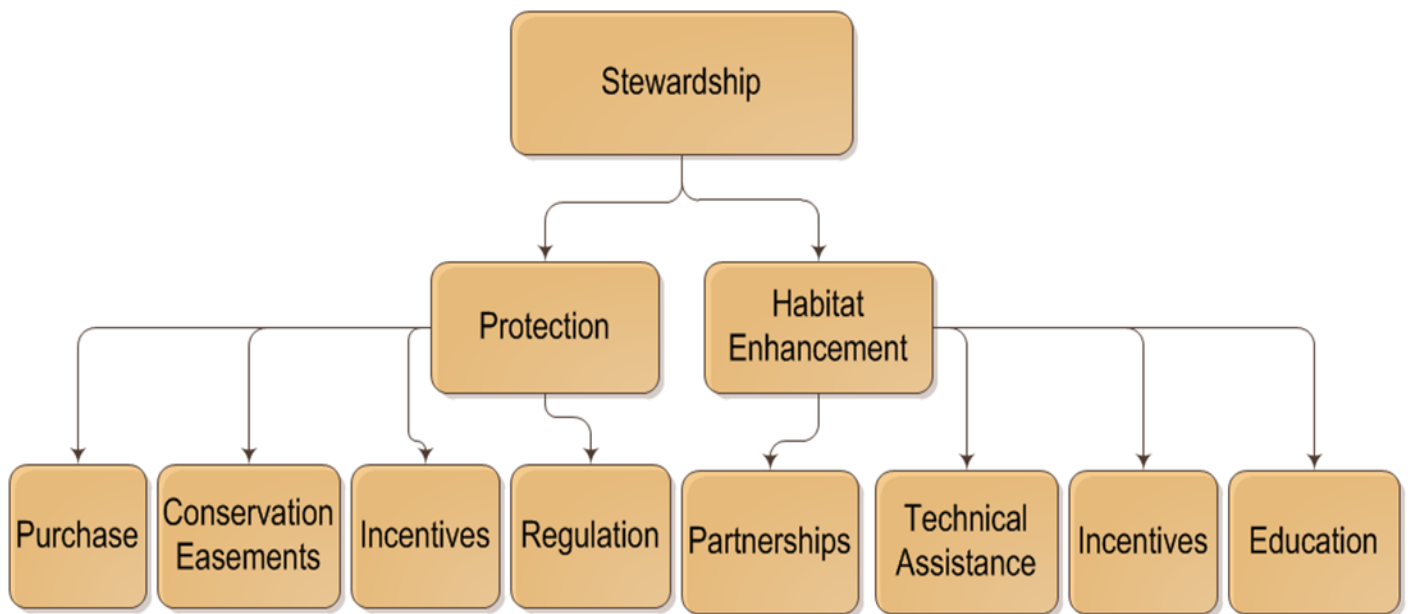 Stewardship
Protection
Habitat
Enhancement
Purchase
Conservation
Easements
Incentives
Regulation
Partnerships
Technical
Assistance
Incentives
Education